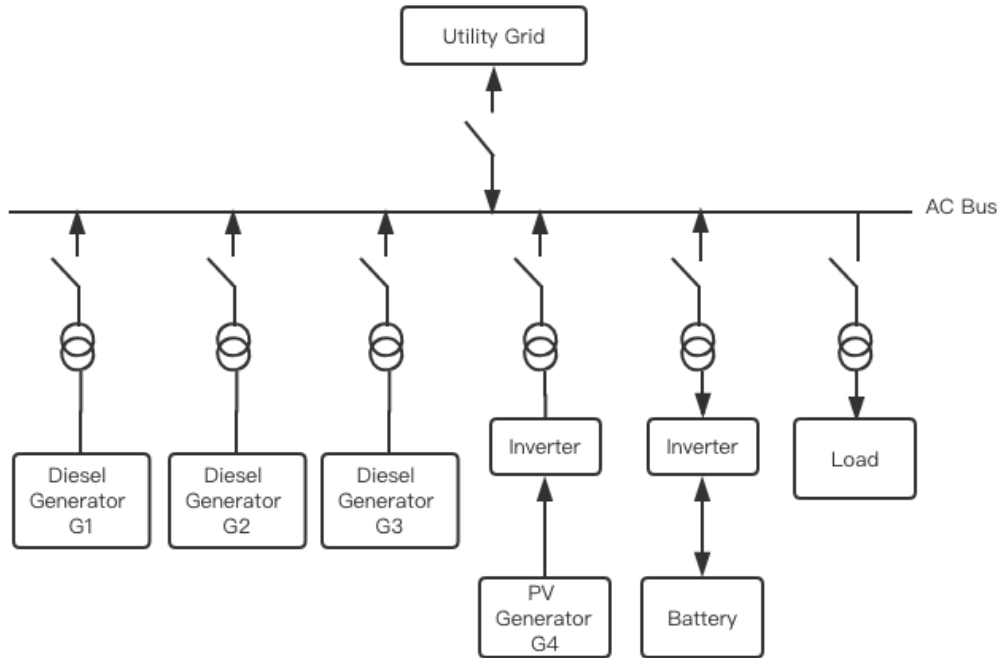 Utility Grid
AC Bus
Diesel
Generator
G1
Diesel
Generator
G2
Diesel
Generator
G3
Inverter
Inverter
Load
PV
Generator
G4
Battery